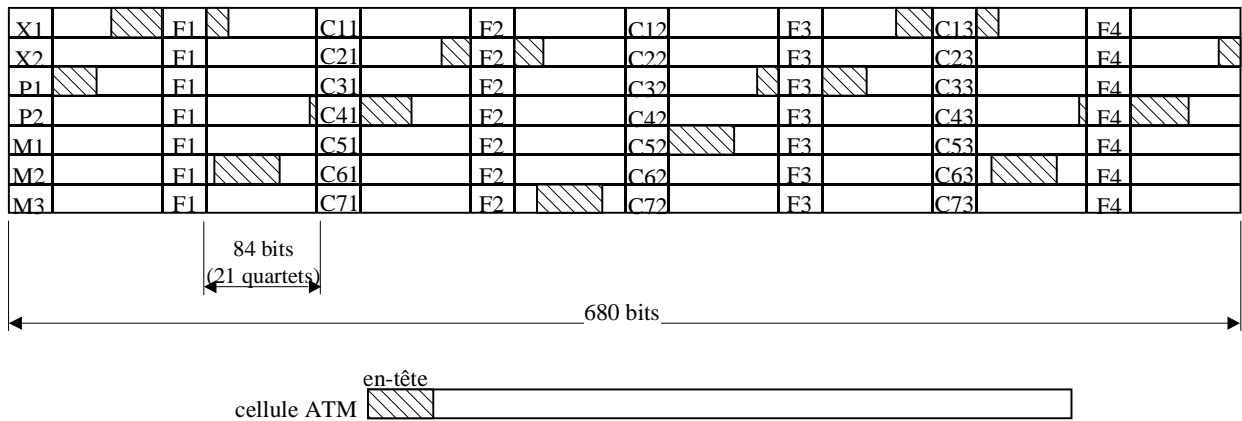 X1 F1 C11 F2 C12 F3 C13 F4
X2 F1 C21 F2 C22 F3 C23 F4
P1 F1 C31 F2 C32 F3 C33 F4
P2 F1 C41 F2 C42 F3 C43 F4
M1 F1 C51 F2 C52 F3 C53 F4
M2 F1 C61 F2 C62 F3 C63 F4
M3 F1 C71 F2 C72 F3 C73 F4
84 bits
(21 quartets)
680 bits
en-tête
cellule ATM